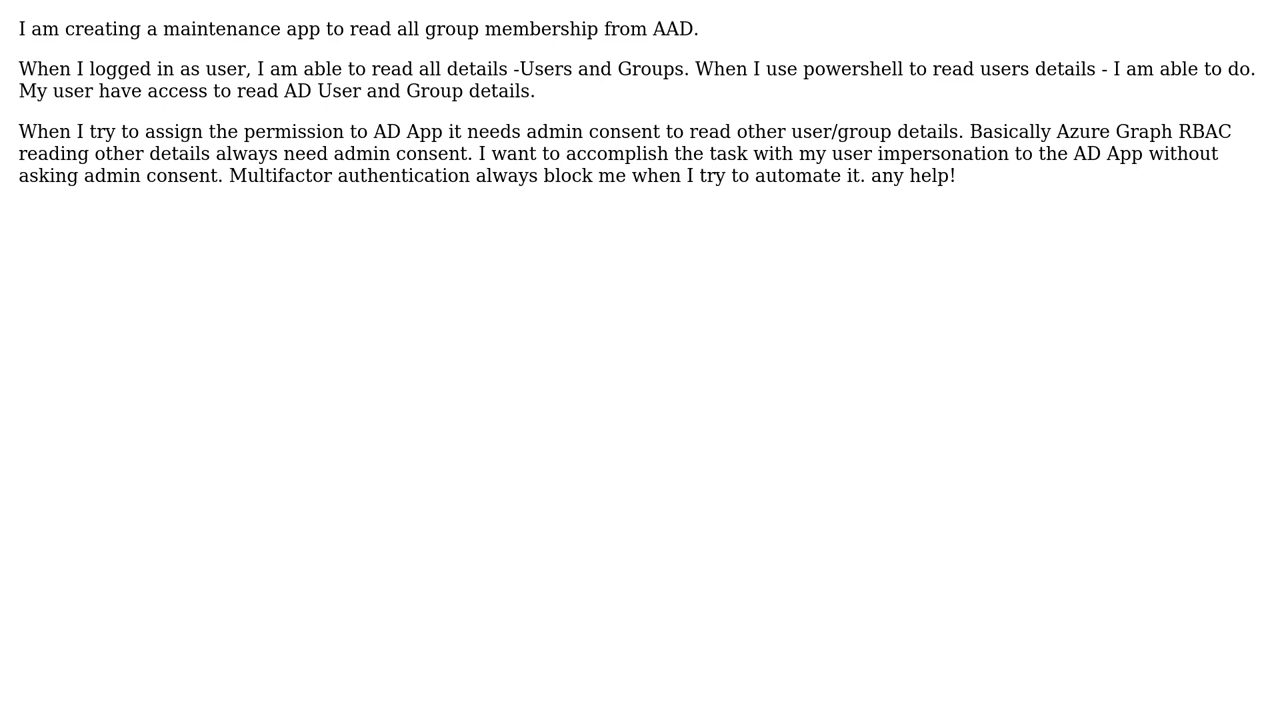 I am creating a maintenance app to read all group membership from AAD.
When I logged in as user, I am able to read all details -Users and Groups. When I use powershell to read users details - I am able to do.
My user have access to read AD User and Group details.
When I try to assign the permission to AD App it needs admin consent to read other user/group details. Basically Azure Graph RBAC
reading other details always need admin consent. I want to accomplish the task with my user impersonation to the AD App without
asking admin consent. Multifactor authentication always block me when I try to automate it. any help!